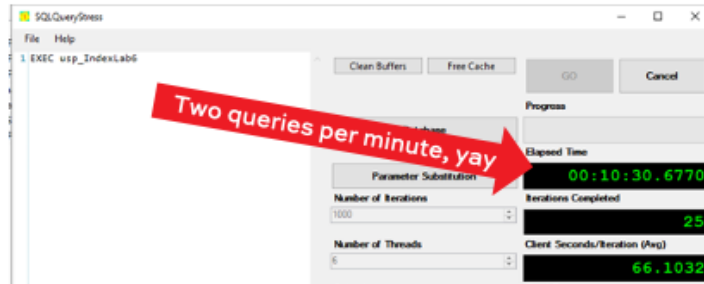 SQLQueryStress
File Help
1 EXEC usp_IndexLab6
Clean Buffers Free Cache
GO Cancel
Two queries per minute, yay
Progress
Elapsed Time
00:10:30.6770
Parameter Substitution
Number of Iterations
1000
Iterations Completed
25
Number of Threads
6
Client Seconds/Iteration (Avg)
66.1032